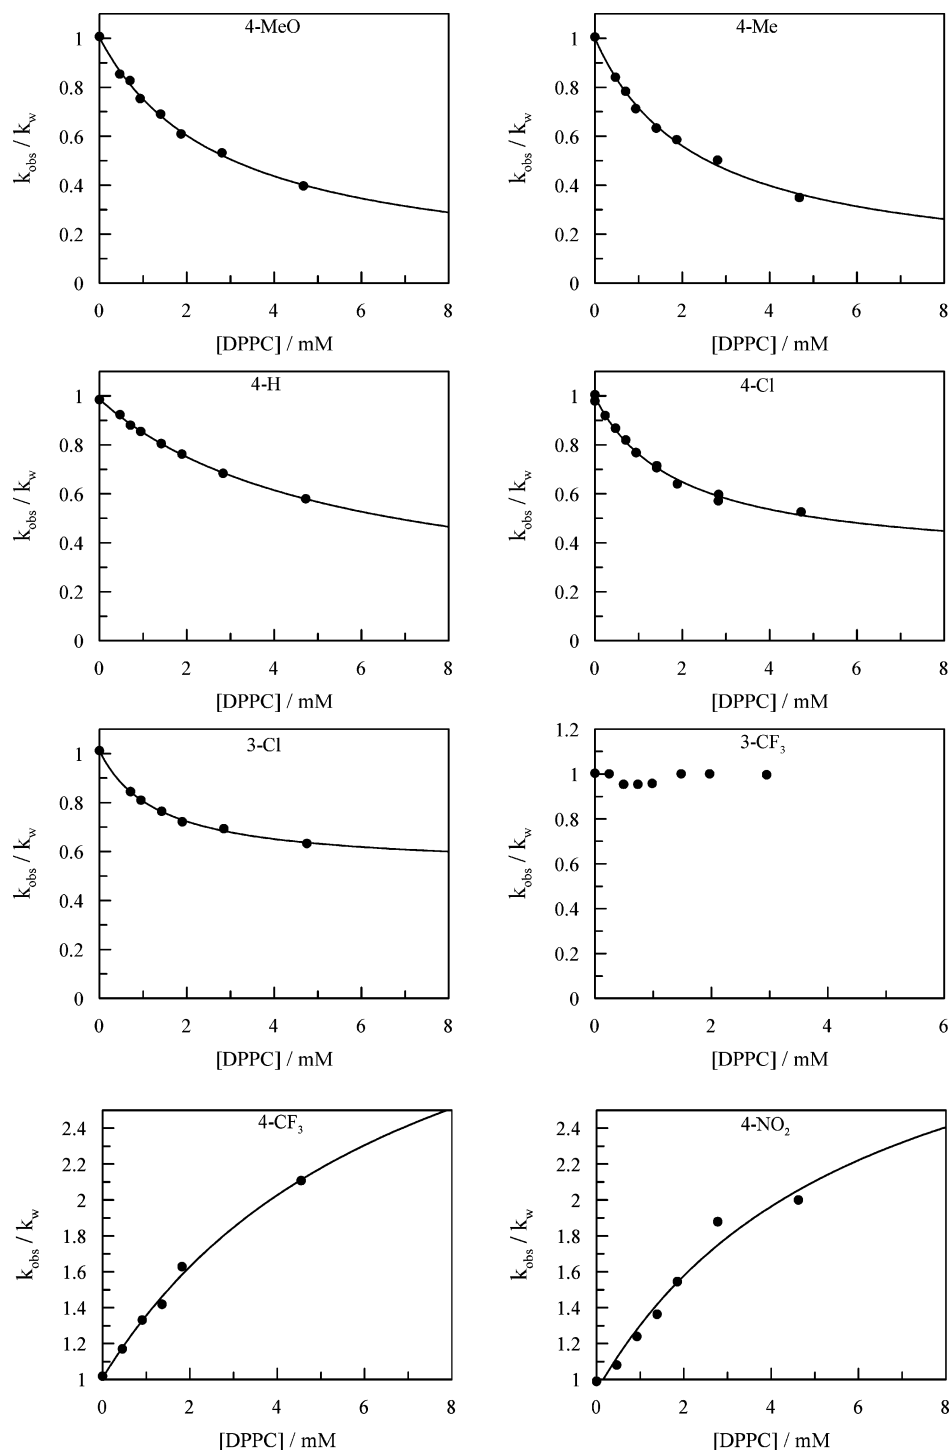 4-MeO
1
0.8
0.6
0.4
0.2
0
k_obs / k_w
0 2 4 6 8
[DPPC] / mM
4-Me
1
0.8
0.6
0.4
0.2
0
k_obs / k_w
0 2 4 6 8
[DPPC] / mM
4-H
1
0.8
0.6
0.4
0.2
0
k_obs / k_w
0 2 4 6 8
[DPPC] / mM
4-Cl
1
0.8
0.6
0.4
0.2
0
k_obs / k_w
0 2 4 6 8
[DPPC] / mM
3-Cl
1
0.8
0.6
0.4
0.2
0
k_obs / k_w
0 2 4 6 8
[DPPC] / mM
3-CF₃
1.2
1
0.8
0.6
0.4
0.2
0
k_obs / k_w
0 2 4 6
[DPPC] / mM
4-CF₃
2.4
2.2
2
1.8
1.6
1.4
1.2
1
k_obs / k_w
0 2 4 6 8
[DPPC] / mM
4-NO₂
2.4
2.2
2
1.8
1.6
1.4
1.2
1
k_obs / k_w
0 2 4 6 8
[DPPC] / mM